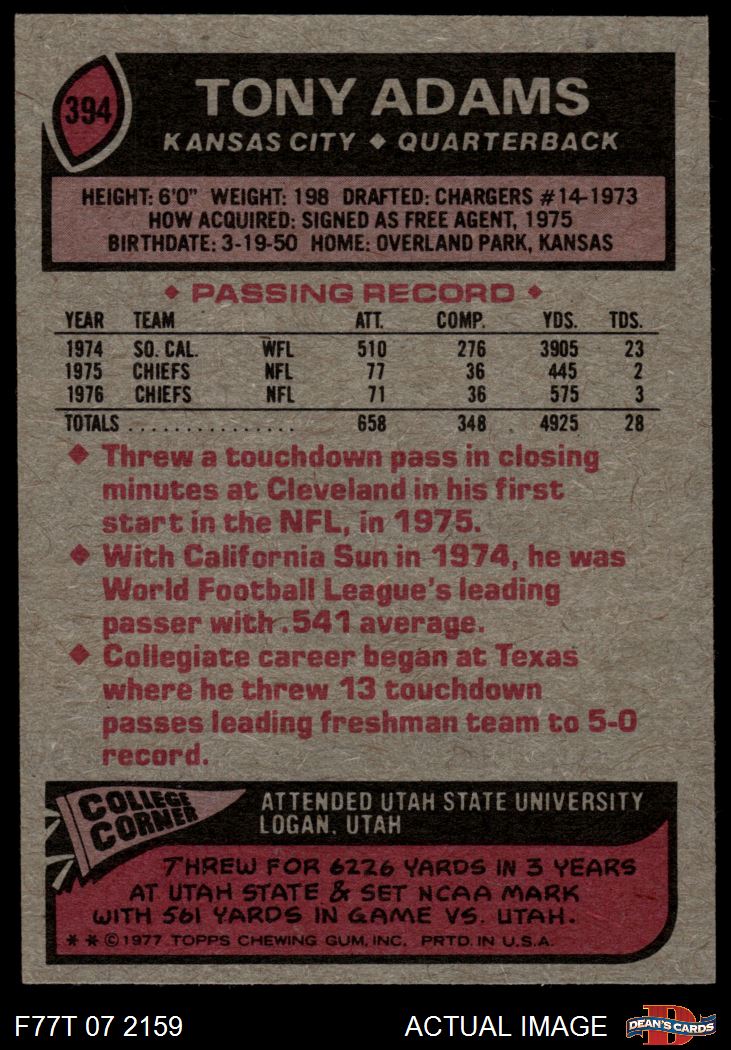 394
TONY ADAMS
KANSAS CITY ◆ QUARTERBACK
HEIGHT: 6'0" WEIGHT: 198 DRAFTED: CHARGERS #14-1973
HOW ACQUIRED: SIGNED AS FREE AGENT, 1975
BIRTHDATE: 3-19-50 HOME: OVERLAND PARK, KANSAS
◆ PASSING RECORD ◆
YEAR TEAM ATT. COMP. YDS. TDS.
1974 SO. CAL. WFL 510 276 3905 23
1975 CHIEFS NFL 77 36 445 2
1976 CHIEFS NFL 71 36 575 3
TOTALS ............... 658 348 4925 28
◆ Threw a touchdown pass in closing
minutes at Cleveland in his first
start in the NFL, in 1975.
◆ With California Sun in 1974, he was
World Football League's leading
passer with .541 average.
◆ Collegiate career began at Texas
where he threw 13 touchdown
passes leading freshman team to 5-0
record.
COLLEGE
CORNER
ATTENDED UTAH STATE UNIVERSITY
LOGAN, UTAH
THREW FOR 6226 YARDS IN 3 YEARS
AT UTAH STATE & SET NCAA MARK
WITH 561 YARDS IN GAME VS. UTAH.
* * © 1977 TOPPS CHEWING GUM, INC. PRTD. IN U.S.A.
F77T 07 2159 ACTUAL IMAGE
D
DEAN'S CARDS